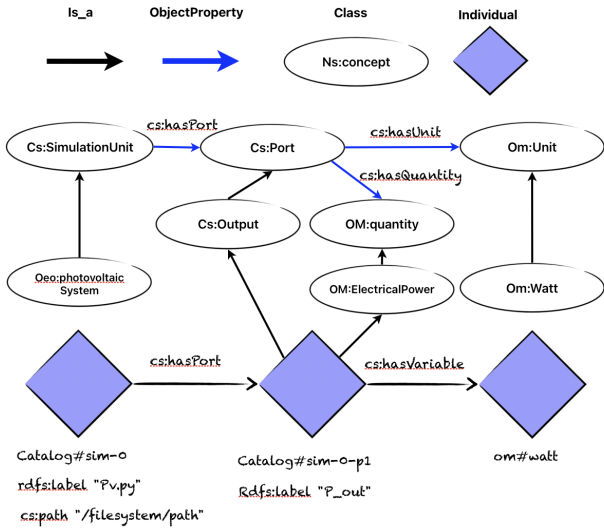 Is_a
ObjectProperty
Class
Individual
Ns:concept
cs:hasPort
cs:hasUnit
Cs:SimulationUnit
Cs:Port
Om:Unit
cs:hasQuantity
Cs:Output
OM:quantity
Oeo:photovoltaic
System
OM:ElectricalPower
Om:Watt
cs:hasPort
cs:hasVariable
Catalog#sim-0
rdfs:label "Pv.py"
cs:path "/filesystem/path"
Catalog#sim-0-p1
Rdfs:label "P_out"
om#watt